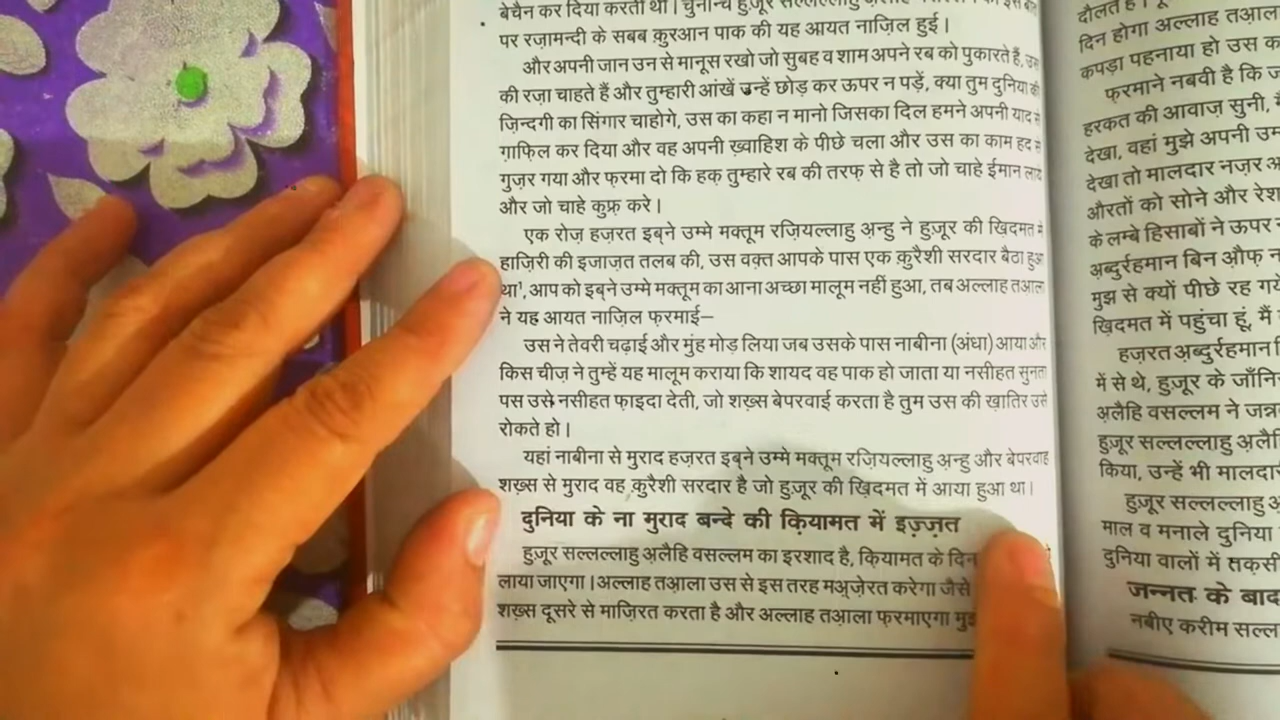 बेचैन कर दिया करती थी। चुनान्चे हुज़ूर सल्लल्लाहु
पर रज़ामन्दी के सबब क़ुरआन पाक की यह आयत नाज़िल हुई।
और अपनी जान उन से मानूस रखो जो सुबह व शाम अपने रब को पुकारते हैं, उस
की रज़ा चाहते हैं और तुम्हारी आंखें उन्हें छोड़ कर ऊपर न पड़ें, क्या तुम दुनिया की
ज़िन्दगी का सिंगार चाहोगे, उस का कहा न मानो जिसका दिल हमने अपनी याद से
ग़ाफ़िल कर दिया और वह अपनी ख़्वाहिश के पीछे चला और उस का काम हद से
गुज़र गया और फ़रमा दो कि हक़ तुम्हारे रब की तरफ़ से है तो जो चाहे ईमान लाए
और जो चाहे कुफ़्र करे।
एक रोज़ हज़रत इब्ने उम्मे मक्तूम रज़ियल्लाहु अ़न्हु ने हुज़ूर की ख़िदमत में
हाज़िरी की इजाज़त तलब की, उस वक़्त आपके पास एक क़ुरैशी सरदार बैठा हुआ
था¹, आप को इब्ने उम्मे मक्तूम का आना अच्छा मालूम नहीं हुआ, तब अल्लाह तआ़ला
ने यह आयत नाज़िल फ़रमाई—
उस ने तेवरी चढ़ाई और मुंह मोड़ लिया जब उसके पास नाबीना (अंधा) आया और
किस चीज़ ने तुम्हें यह मालूम कराया कि शायद वह पाक हो जाता या नसीहत सुनता
पस उसे नसीहत फ़ाइदा देती, जो शख़्स बेपरवाई करता है तुम उस की ख़ातिर उसे
रोकते हो।
यहां नाबीना से मुराद हज़रत इब्ने उम्मे मक्तूम रज़ियल्लाहु अ़न्हु और बेपरवाह
शख़्स से मुराद वह क़ुरैशी सरदार है जो हुज़ूर की ख़िदमत में आया हुआ था।
दुनिया के ना मुराद बन्दे की क़ियामत में इज़्ज़त
हुज़ूर सल्लल्लाहु अ़लैहि वसल्लम का इरशाद है, क़ियामत के दिन
लाया जाएगा। अल्लाह तआ़ला उस से इस तरह मअ़्ज़ेरत करेगा जैसे
शख़्स दूसरे से माज़िरत करता है और अल्लाह तआ़ला फ़रमाएगा
दौलत
दिन होगा अल्लाह तआ़ला
कपड़ा पहनाया हो उस
फ़रमाने नबवी है कि
हरकत की आवाज़ सुनी,
देखा, वहां मुझे अपनी
देखा तो मालदार नज़र
औरतों को सोने और
के लम्बे हिसाबों ने ऊपर
अ़ब्दुर्रहमान बिन औफ़
मुझ से क्यों पीछे रह
ख़िदमत में पहुंचा हूं, मैं
हज़रत अ़ब्दुर्रहमान
में से थे, हुज़ूर के
अ़लैहि वसल्लम ने
हुज़ूर सल्लल्लाहु
किया, उन्हें भी
हुज़ूर सल्लल्लाहु
माल व मनाले दुनिया
दुनिया वालों में
जन्नत के बाद
नबीए करीम